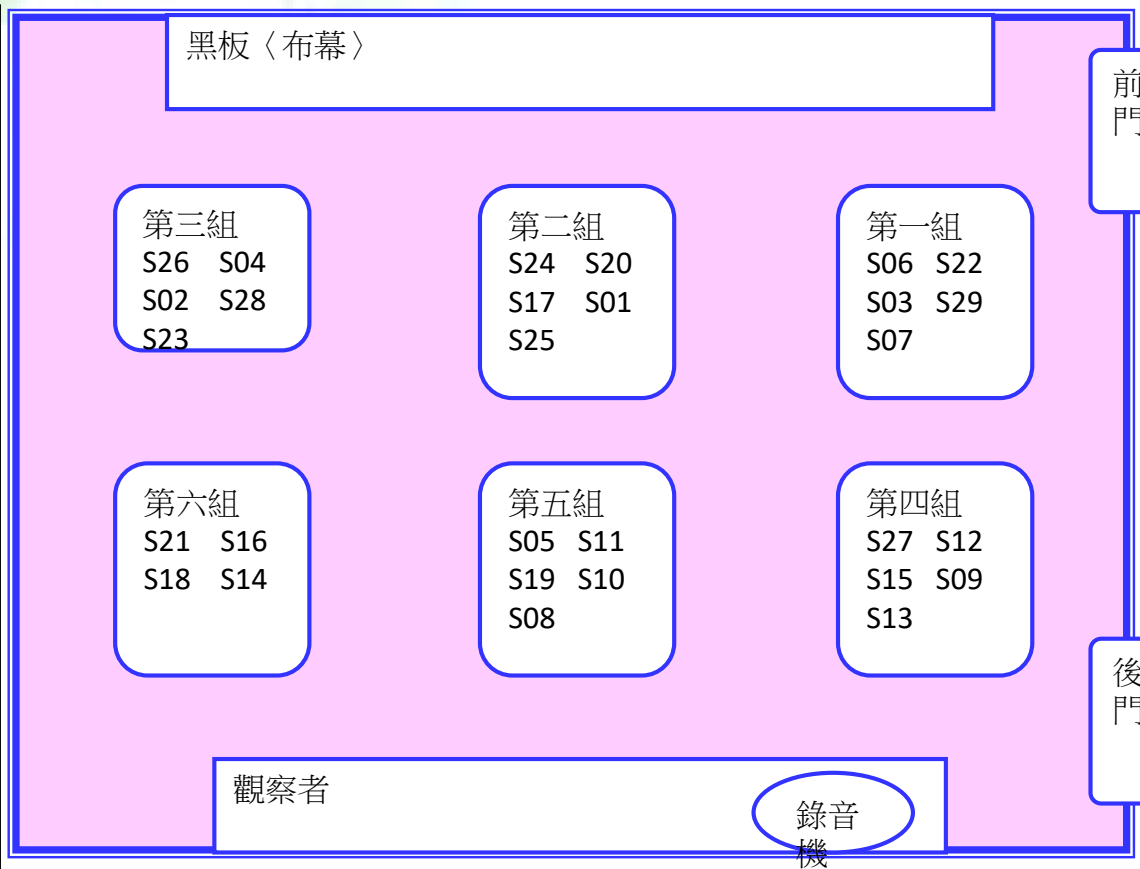 黑板〈布幕〉
前
門
第三組
S26 S04
S02 S28
S23
第二組
S24 S20
S17 S01
S25
第一組
S06 S22
S03 S29
S07
第六組
S21 S16
S18 S14
第五組
S05 S11
S19 S10
S08
第四組
S27 S12
S15 S09
S13
後
門
觀察者
錄音
機